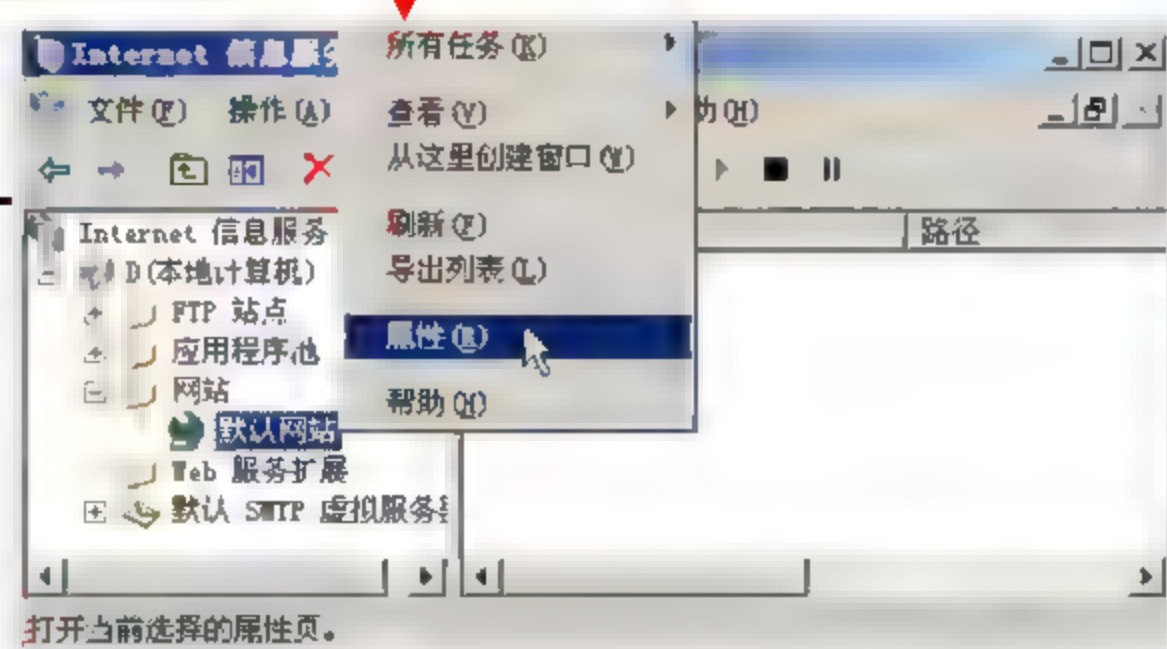 Internet 信息服务
文件(F) 操作(A)
助(H)
所有任务(K)
查看(V)
从这里创建窗口(W)
刷新(F)
导出列表(L)
属性(R)
帮助(H)
Internet 信息服务
D(本地计算机)
FTP 站点
应用程序池
网站
默认网站
Web 服务扩展
默认 SMTP 虚拟服务器
路径
打开当前选择的属性页。